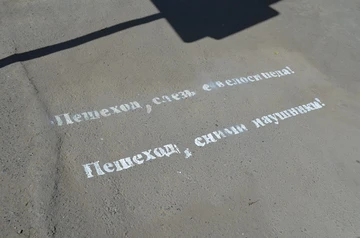 Пешеход, слезь с велосипеда!
Пешеход, сними наушники!